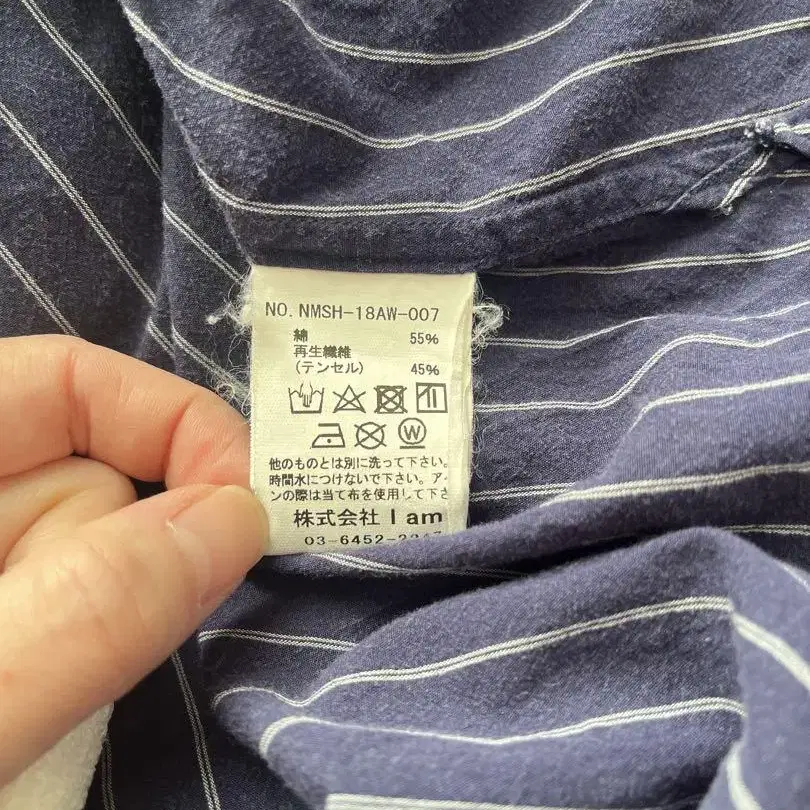 NO. NMSH-18AW-007
綿 55%
再生繊維
(テンセル) 45%
W
他のものとは別に洗って下さい。
時間水につけないで下さい。アイ
ンの際は当て布を使用して下さ
株式会社 I am
03-6452-